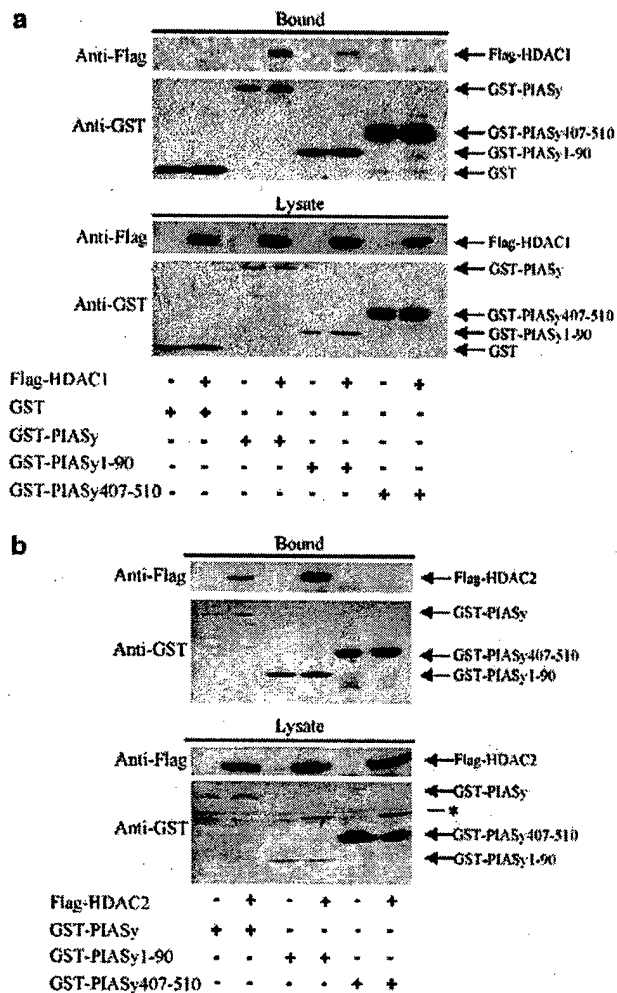 a
Bound
Anti-Flag Flag-HDAC1
GST-PIASy
Anti-GST GST-PIASy407-510
GST-PIASy1-90
GST
Lysate
Anti-Flag Flag-HDAC1
GST-PIASy
Anti-GST GST-PIASy407-510
GST-PIASy1-90
GST
Flag-HDAC1 - + - + - + - +
GST + + - - - - - -
GST-PIASy - - + + - - - -
GST-PIASy1-90 - - - - + + - -
GST-PIASy407-510 - - - - - - + +
b
Bound
Anti-Flag Flag-HDAC2
GST-PIASy
Anti-GST GST-PIASy407-510
GST-PIASy1-90
Lysate
Anti-Flag Flag-HDAC2
GST-PIASy
*
Anti-GST GST-PIASy407-510
GST-PIASy1-90
Flag-HDAC2 - + - + - +
GST-PIASy + + - - - -
GST-PIASy1-90 - - + + - -
GST-PIASy407-510 - - - - + +